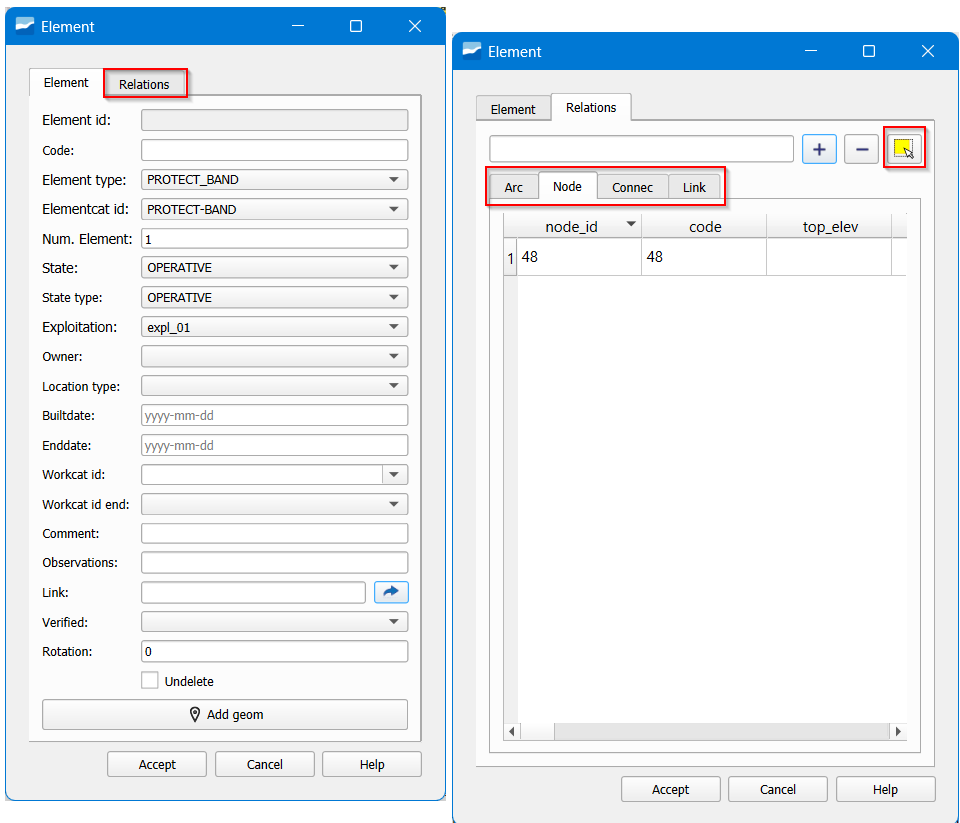 Element
Element Relations
Element id:
Code:
Element type: PROTECT_BAND
Elementcat id: PROTECT-BAND
Num. Element: 1
State: OPERATIVE
State type: OPERATIVE
Exploitation: expl_01
Owner:
Location type:
Builtdate: yyyy-mm-dd
Enddate: yyyy-mm-dd
Workcat id:
Workcat id end:
Comment:
Observations:
Link:
Verified:
Rotation: 0
Undelete
Add geom
Accept Cancel Help
Element
Element Relations
Arc Node Connec Link
node_id code top_elev
1 48 48
Accept Cancel Help